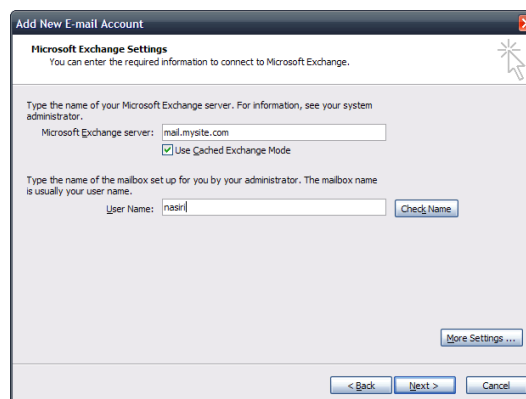 Add New E-mail Account
Microsoft Exchange Settings
You can enter the required information to connect to Microsoft Exchange.
Type the name of your Microsoft Exchange server. For information, see your system
administrator.
Microsoft Exchange server: mail.mysite.com
Use Cached Exchange Mode
Type the name of the mailbox set up for you by your administrator. The mailbox name
is usually your user name.
User Name: nasiri Check Name
More Settings ...
< Back Next > Cancel